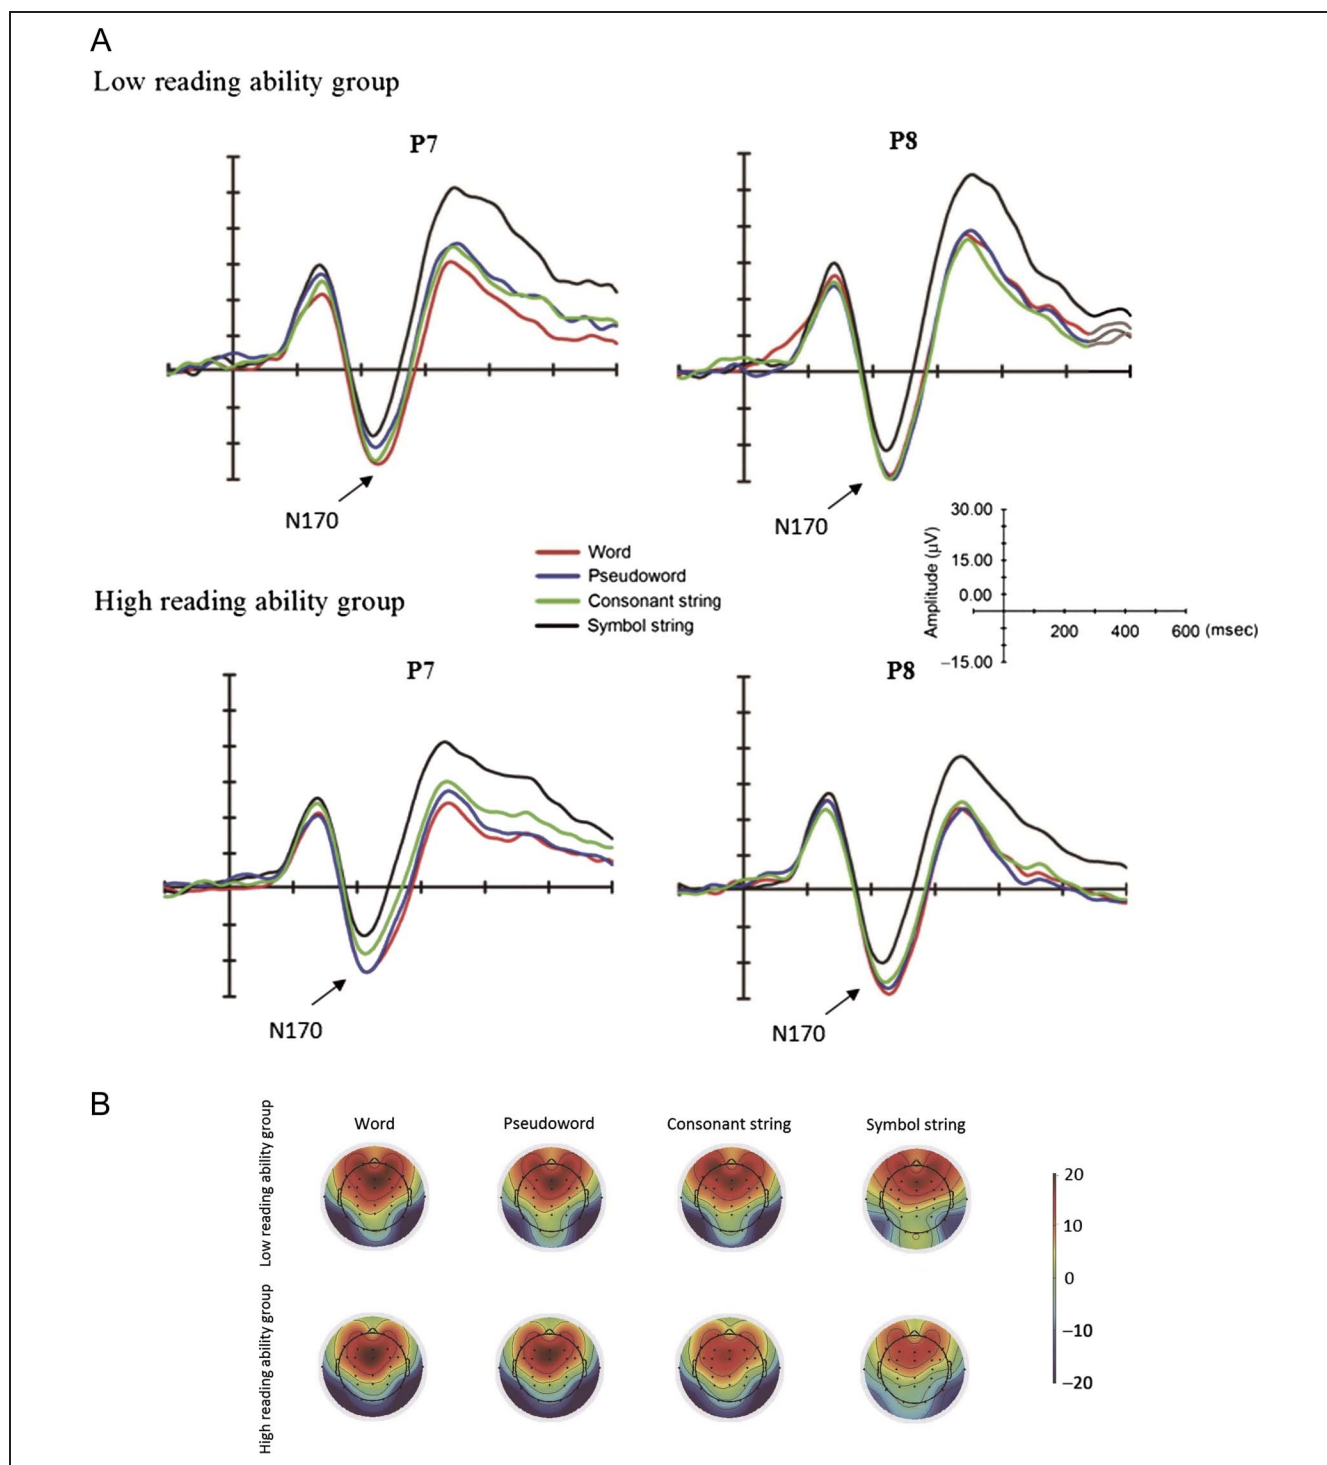 A
Low reading ability group
P7
P8
N170
N170
Word
Pseudoword
Consonant string
Symbol string
30.00
15.00
0.00
−15.00
Amplitude (μV)
200 400 600 (msec)
High reading ability group
P7
P8
N170
N170
B
Word Pseudoword Consonant string Symbol string
Low reading ability group
High reading ability group
20
10
0
−10
−20